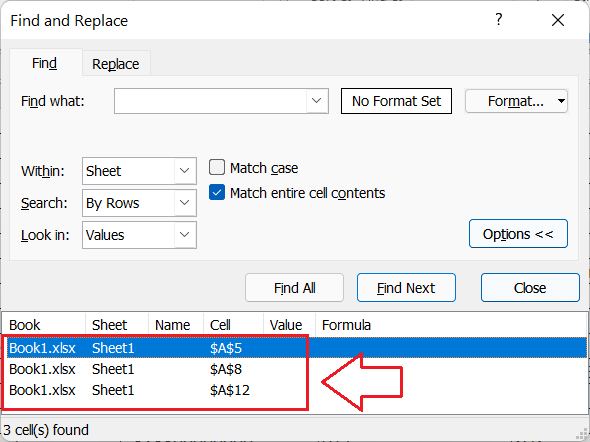 Find and Replace
?
Find
Replace
Find what:
No Format Set
Format...
Within:
Sheet
Match case
Search:
By Rows
Match entire cell contents
Look in:
Values
Options <<
Find All
Find Next
Close
Book Sheet Name Cell Value Formula
Book1.xlsx Sheet1 $A$5
Book1.xlsx Sheet1 $A$8
Book1.xlsx Sheet1 $A$12
3 cell(s) found